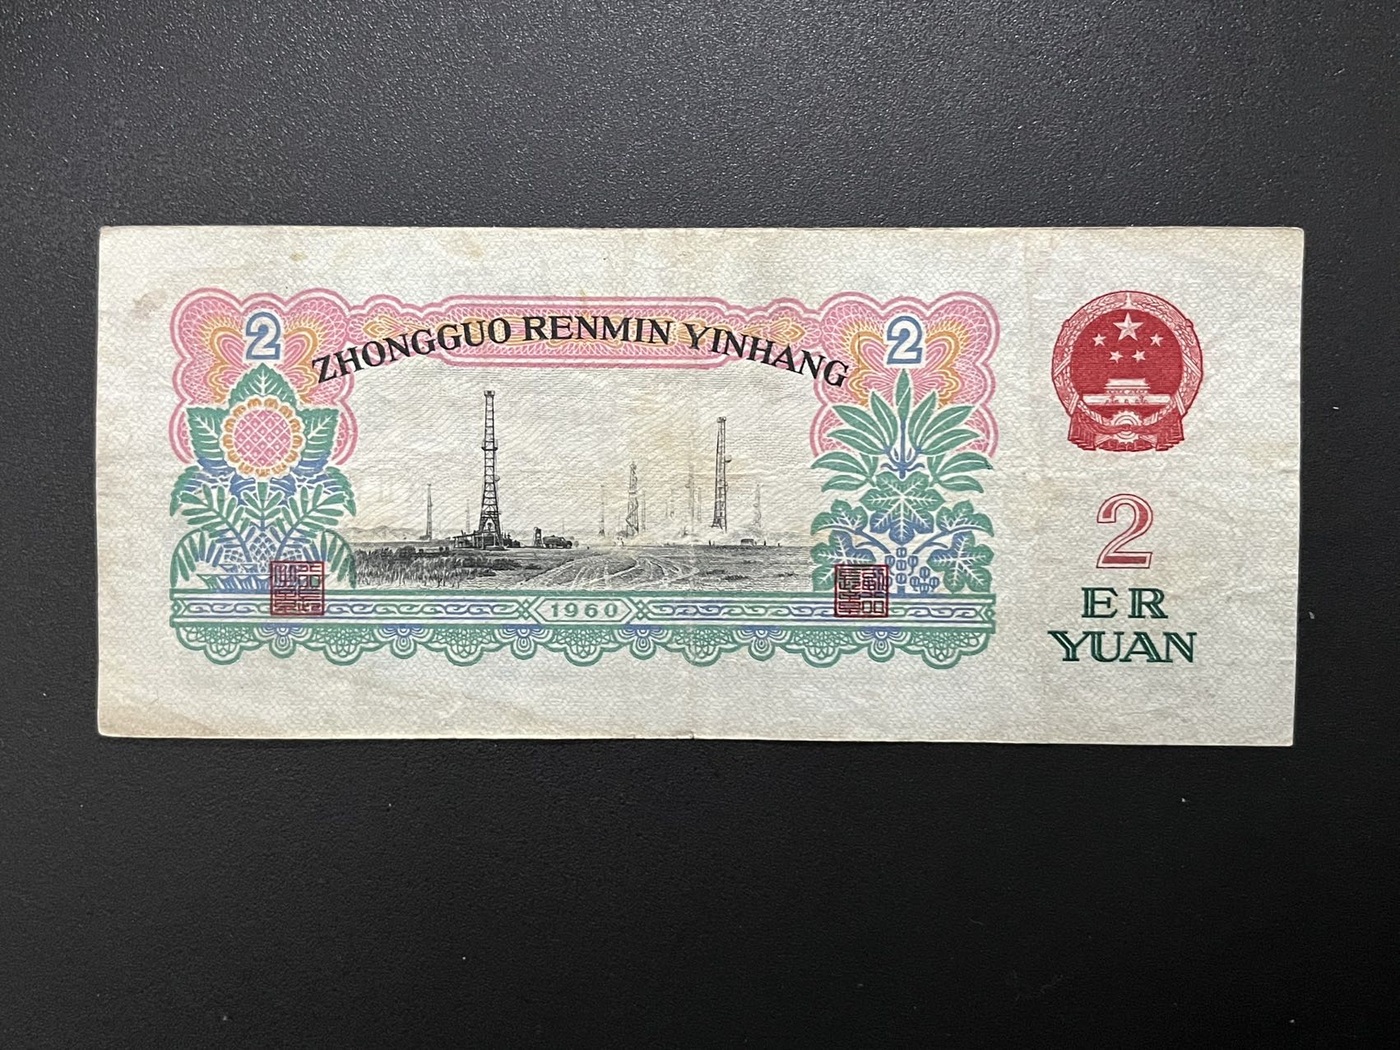 2
ZHONGGUO RENMIN YINHANG
2
1960
2
ER
YUAN